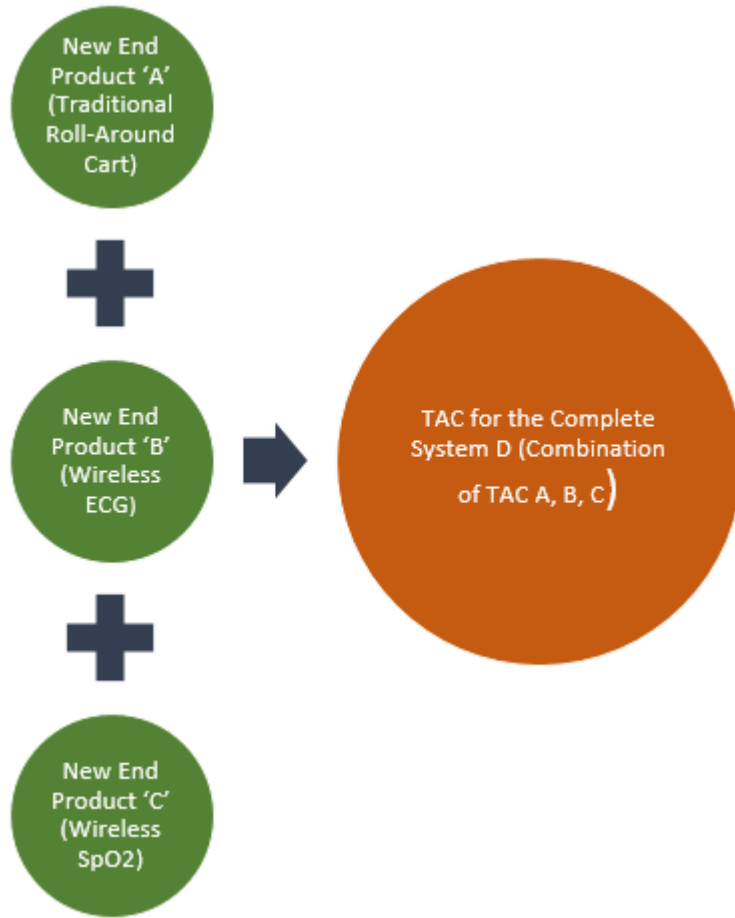 New End
Product ‘A’
(Traditional
Roll-Around
Cart)
New End
Product ‘B’
(Wireless
ECG)
TAC for the Complete
System D (Combination
of TAC A, B, C)
New End
Product ‘C’
(Wireless
SpO2)